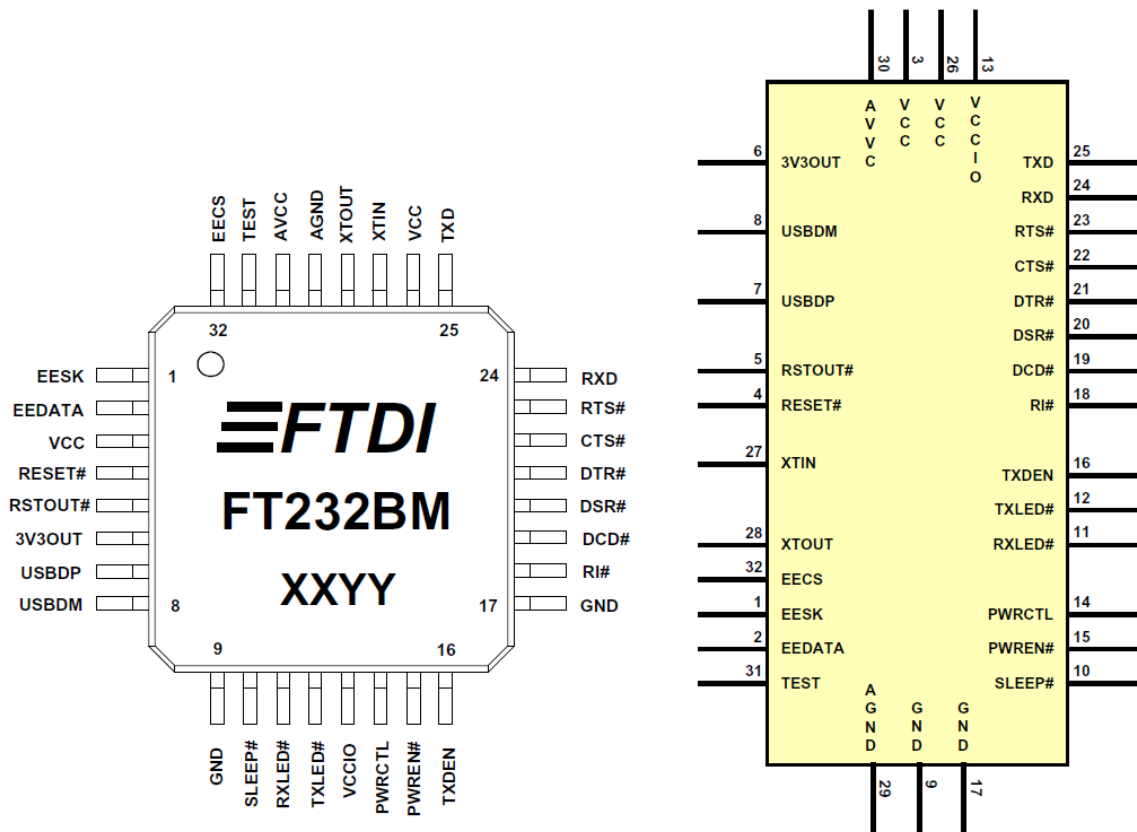 EECS
TEST
AVCC
AGND
XTOUT
XTIN
VCC
TXD
32
25
EESK
1
24
RXD
EEDATA
RTS#
VCC
CTS#
RESET#
DTR#
RSTOUT#
DSR#
3V3OUT
DCD#
USBDP
RI#
USBDM
8
17
GND
FTDI
FT232BM
XXYY
9
16
GND
SLEEP#
RXLED#
TXLED#
VCCIO
PWRCTL
PWREN#
TXDEN
30
3
26
13
AVVC
VCC
VCC
VCCIO
6 3V3OUT
8 USBDM
7 USBDP
5 RSTOUT#
4 RESET#
27 XTIN
28 XTOUT
32 EECS
1 EESK
2 EEDATA
31 TEST
TXD 25
RXD 24
RTS# 23
CTS# 22
DTR# 21
DSR# 20
DCD# 19
RI# 18
TXDEN 16
TXLED# 12
RXLED# 11
PWRCTL 14
PWREN# 15
SLEEP# 10
AGND
GND
GND
29
9
17